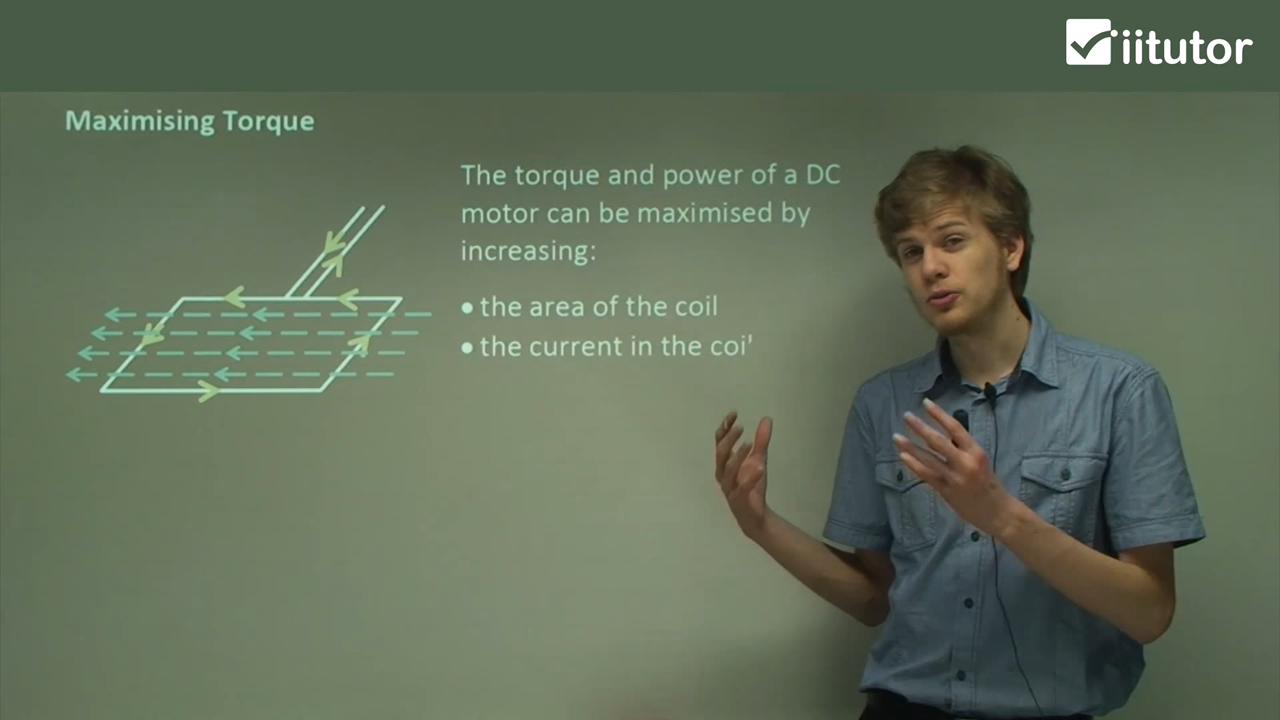 iitutor
Maximising Torque
The torque and power of a DC
motor can be maximised by
increasing:
• the area of the coil
• the current in the coi'